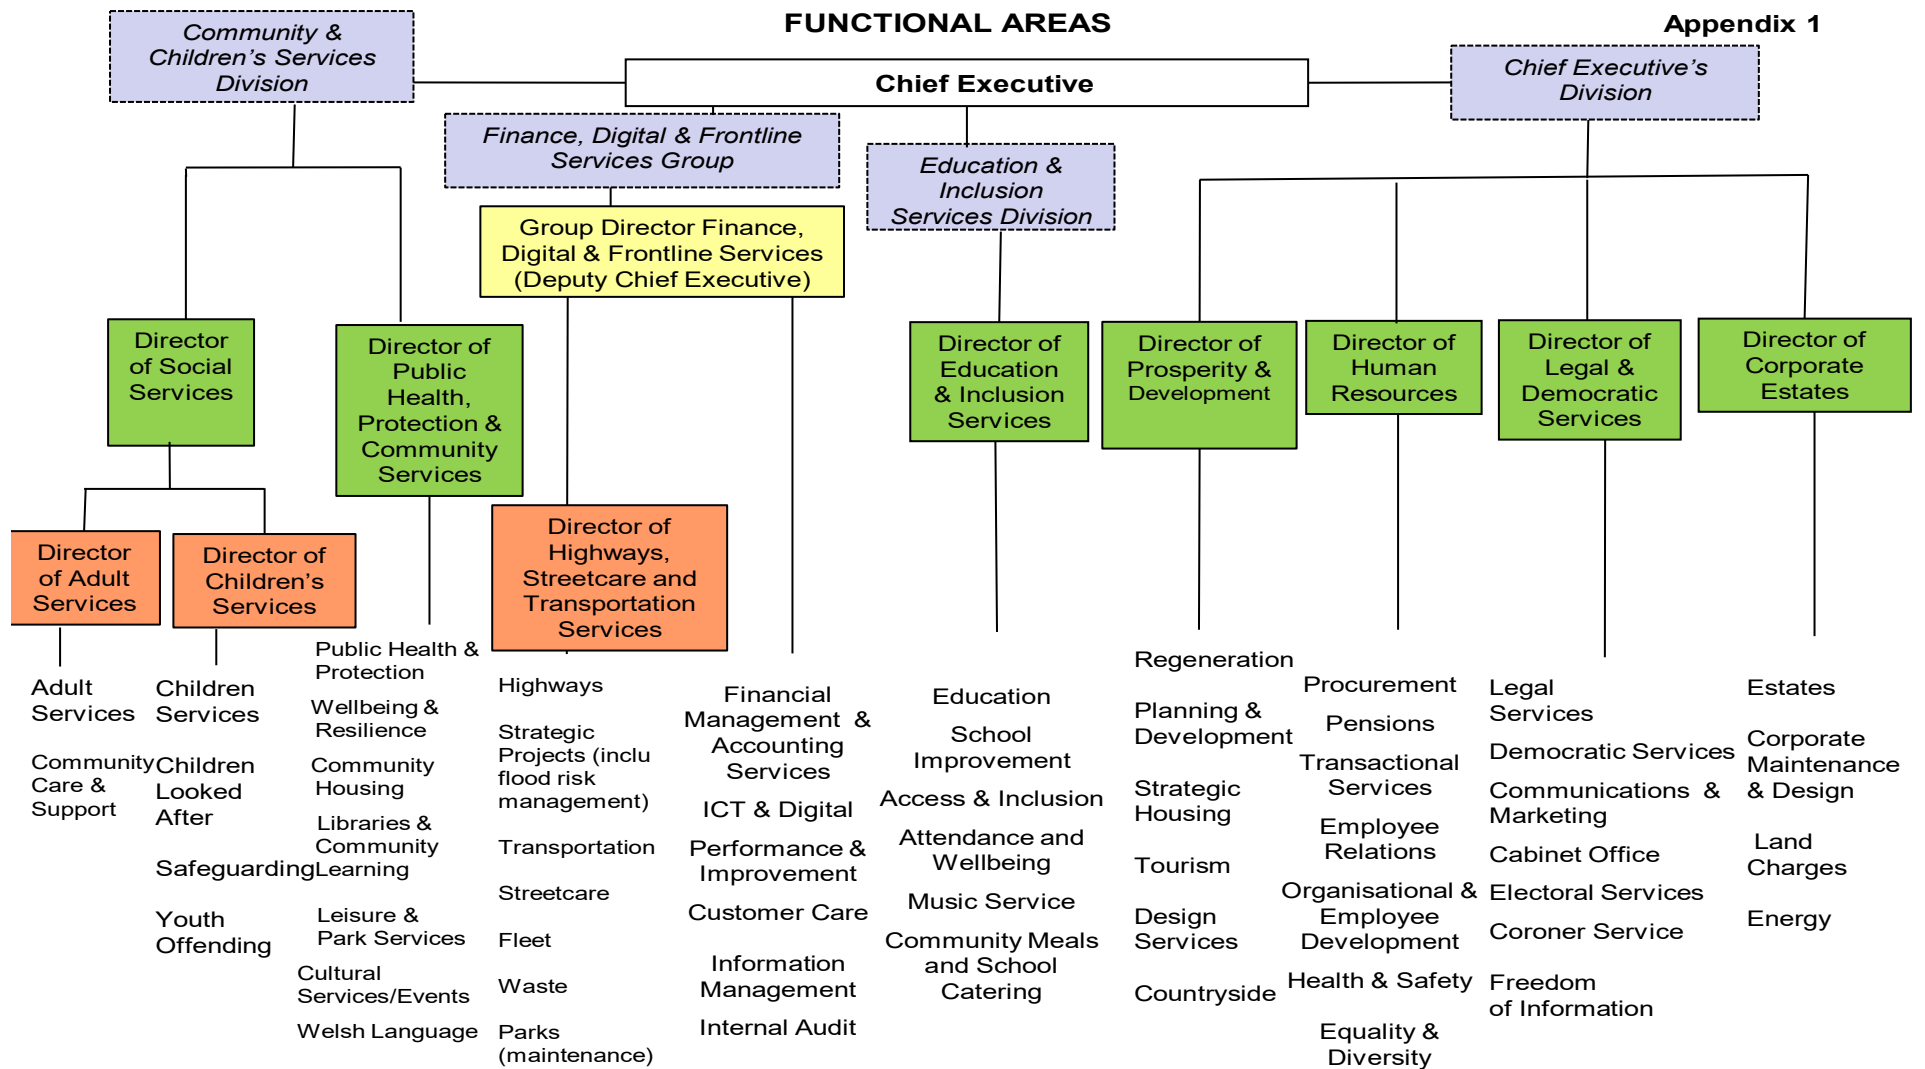 FUNCTIONAL AREAS
Appendix 1
Community &
Children's Services
Division
Chief Executive
Chief Executive's
Division
Finance, Digital & Frontline
Services Group
Education &
Inclusion
Services Division
Group Director Finance,
Digital & Frontline Services
(Deputy Chief Executive)
Director
of Social
Services
Director of
Public
Health,
Protection &
Community
Services
Director of
Education
& Inclusion
Services
Director of
Prosperity &
Development
Director of
Human
Resources
Director of
Legal &
Democratic
Services
Director of
Corporate
Estates
Director
of Adult
Services
Director of
Children's
Services
Director of
Highways,
Streetcare and
Transportation
Services
Adult
Services
Community
Care &
Support
Children
Services
Children
Looked
After
Safeguarding
Youth
Offending
Public Health &
Protection
Wellbeing &
Resilience
Community
Housing
Libraries &
Community
Learning
Leisure &
Park Services
Cultural
Services/Events
Welsh Language
Highways
Strategic
Projects (inclu
flood risk
management)
Transportation
Streetcare
Fleet
Waste
Parks
(maintenance)
Financial
Management &
Accounting
Services
ICT & Digital
Performance &
Improvement
Customer Care
Information
Management
Internal Audit
Education
School
Improvement
Access & Inclusion
Attendance and
Wellbeing
Music Service
Community Meals
and School
Catering
Regeneration
Planning &
Development
Strategic
Housing
Tourism
Design
Services
Countryside
Procurement
Pensions
Transactional
Services
Employee
Relations
Organisational &
Employee
Development
Health & Safety
Equality &
Diversity
Legal
Services
Democratic Services
Communications &
Marketing
Cabinet Office
Electoral Services
Coroner Service
Freedom
of Information
Estates
Corporate
Maintenance
& Design
Land
Charges
Energy